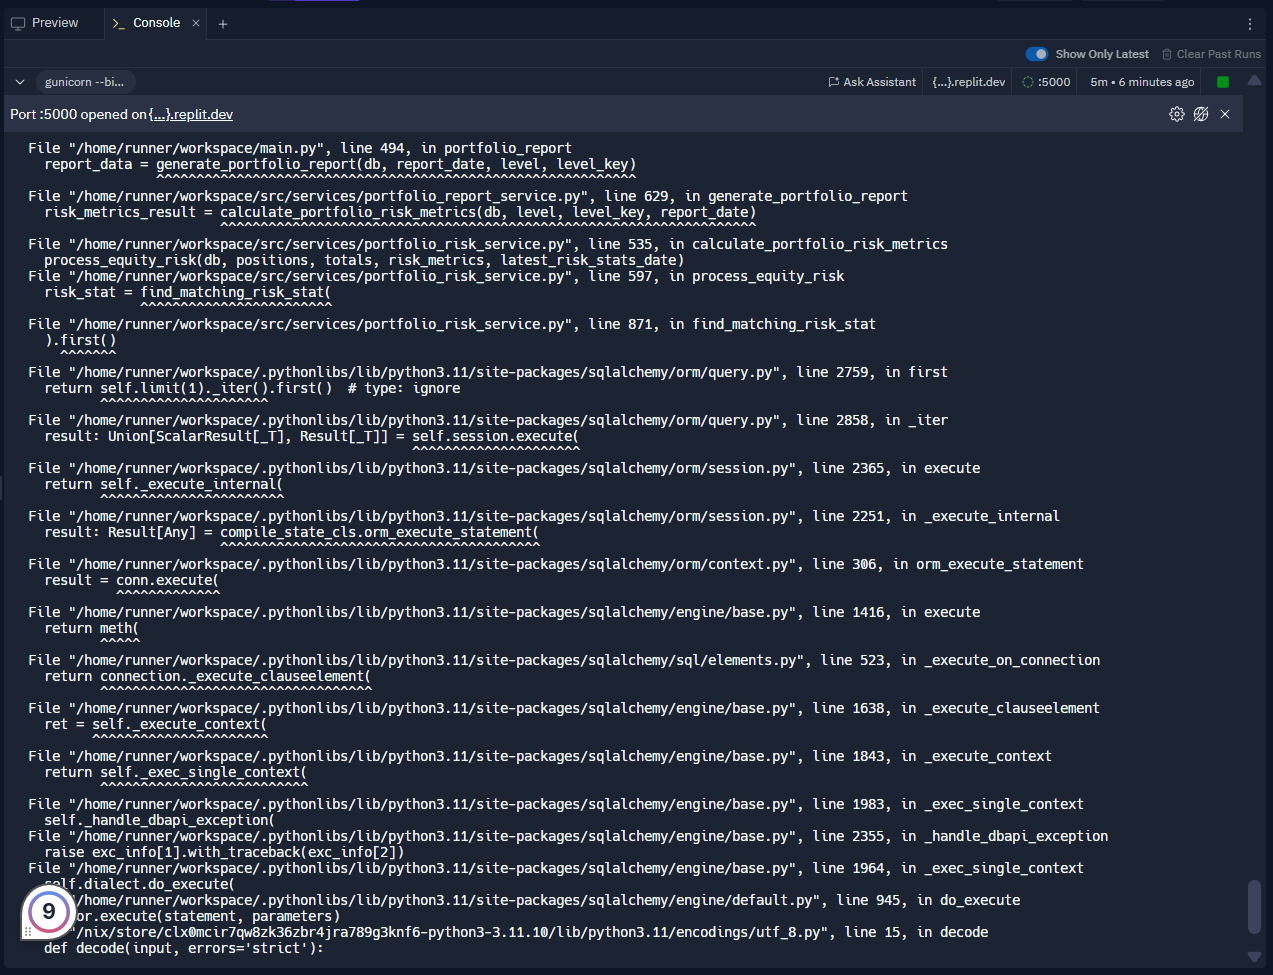 Preview
Console
Show Only Latest
Clear Past Runs
gunicorn --bi...
Ask Assistant
{...}.replit.dev
:5000
5m • 6 minutes ago
Port :5000 opened on {...}.replit.dev
File "/home/runner/workspace/main.py", line 494, in portfolio_report
report_data = generate_portfolio_report(db, report_date, level, level_key)
^^^^^^^^^^^^^^^^^^^^^^^^^^^^^^^^^^^^^^^^^^^^^^^^^^^^^^^^^^^^
File "/home/runner/workspace/src/services/portfolio_report_service.py", line 629, in generate_portfolio_report
risk_metrics_result = calculate_portfolio_risk_metrics(db, level, level_key, report_date)
^^^^^^^^^^^^^^^^^^^^^^^^^^^^^^^^^^^^^^^^^^^^^^^^^^^^^^^^^^^^^^^^^^^
File "/home/runner/workspace/src/services/portfolio_risk_service.py", line 535, in calculate_portfolio_risk_metrics
process_equity_risk(db, positions, totals, risk_metrics, latest_risk_stats_date)
File "/home/runner/workspace/src/services/portfolio_risk_service.py", line 597, in process_equity_risk
risk_stat = find_matching_risk_stat(
^^^^^^^^^^^^^^^^^^^^^^^^
File "/home/runner/workspace/src/services/portfolio_risk_service.py", line 871, in find_matching_risk_stat
).first()
^^^^^^^
File "/home/runner/workspace/.pythonlibs/lib/python3.11/site-packages/sqlalchemy/orm/query.py", line 2759, in first
return self.limit(1)._iter().first()  # type: ignore
^^^^^^^^^^^^^^^^^^^^^
File "/home/runner/workspace/.pythonlibs/lib/python3.11/site-packages/sqlalchemy/orm/query.py", line 2858, in _iter
result: Union[ScalarResult[_T], Result[_T]] = self.session.execute(
^^^^^^^^^^^^^^^^^^^^^
File "/home/runner/workspace/.pythonlibs/lib/python3.11/site-packages/sqlalchemy/orm/session.py", line 2365, in execute
return self._execute_internal(
^^^^^^^^^^^^^^^^^^^^^^^
File "/home/runner/workspace/.pythonlibs/lib/python3.11/site-packages/sqlalchemy/orm/session.py", line 2251, in _execute_internal
result: Result[Any] = compile_state_cls.orm_execute_statement(
^^^^^^^^^^^^^^^^^^^^^^^^^^^^^^^^^^^^^^^^
File "/home/runner/workspace/.pythonlibs/lib/python3.11/site-packages/sqlalchemy/orm/context.py", line 306, in orm_execute_statement
result = conn.execute(
^^^^^^^^^^^^^
File "/home/runner/workspace/.pythonlibs/lib/python3.11/site-packages/sqlalchemy/engine/base.py", line 1416, in execute
return meth(
^^^^^
File "/home/runner/workspace/.pythonlibs/lib/python3.11/site-packages/sqlalchemy/sql/elements.py", line 523, in _execute_on_connection
return connection._execute_clauseelement(
^^^^^^^^^^^^^^^^^^^^^^^^^^^^^^^^^^
File "/home/runner/workspace/.pythonlibs/lib/python3.11/site-packages/sqlalchemy/engine/base.py", line 1638, in _execute_clauseelement
ret = self._execute_context(
^^^^^^^^^^^^^^^^^^^^^^
File "/home/runner/workspace/.pythonlibs/lib/python3.11/site-packages/sqlalchemy/engine/base.py", line 1843, in _execute_context
return self._exec_single_context(
^^^^^^^^^^^^^^^^^^^^^^^^^^
File "/home/runner/workspace/.pythonlibs/lib/python3.11/site-packages/sqlalchemy/engine/base.py", line 1983, in _exec_single_context
self._handle_dbapi_exception(
File "/home/runner/workspace/.pythonlibs/lib/python3.11/site-packages/sqlalchemy/engine/base.py", line 2355, in _handle_dbapi_exception
raise exc_info[1].with_traceback(exc_info[2])
File "/home/runner/workspace/.pythonlibs/lib/python3.11/site-packages/sqlalchemy/engine/base.py", line 1964, in _exec_single_context
self.dialect.do_execute(
"/home/runner/workspace/.pythonlibs/lib/python3.11/site-packages/sqlalchemy/engine/default.py", line 945, in do_execute
9
or.execute(statement, parameters)
"/nix/store/clx0mcir7qw8zk36zbr4jra789g3knf6-python3-3.11.10/lib/python3.11/encodings/utf_8.py", line 15, in decode
def decode(input, errors='strict'):